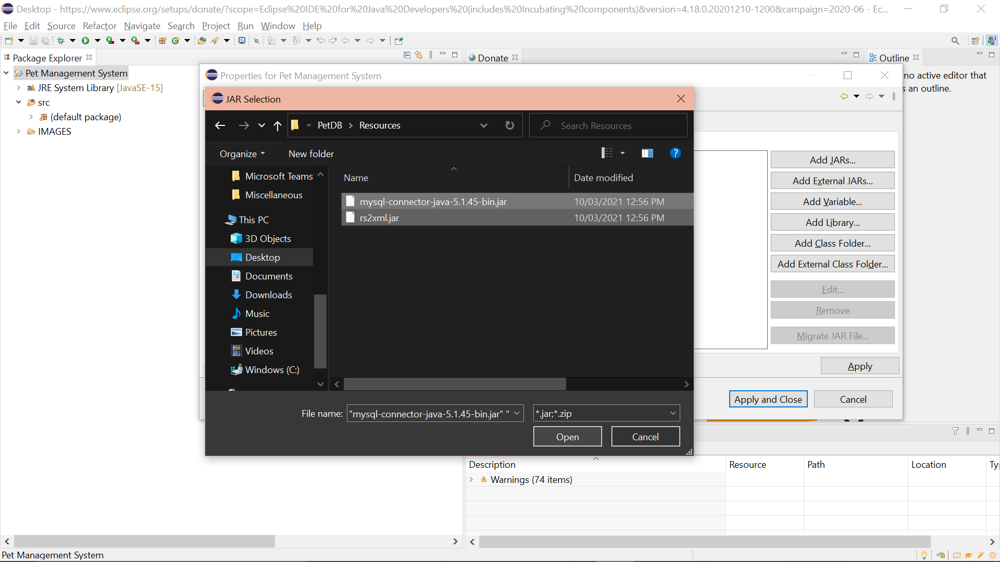 Desktop - https://www.eclipse.org/setups/donate/?scope=Eclipse%20IDE%20for%20Java%20Developers%20(includes%20Incubating%20components)&version=4.18.0.20201210-1200&campaign=2020-06 - Ec...
File Edit Source Refactor Navigate Search Project Run Window Help
Package Explorer
Donate
Outline
Pet Management System
JRE System Library [JavaSE-15]
src
(default package)
IMAGES
Properties for Pet Management System
no active editor that
s an outline.
JAR Selection
« PetDB > Resources
Search Resources
Organize
New folder
Microsoft Teams
Miscellaneous
This PC
3D Objects
Desktop
Documents
Downloads
Music
Pictures
Videos
Windows (C:)
Name Date modified
mysql-connector-java-5.1.45-bin.jar 10/03/2021 12:56 PM
rs2xml.jar 10/03/2021 12:56 PM
File name: "mysql-connector-java-5.1.45-bin.jar" "
*.jar;*.zip
Open
Cancel
Add JARs...
Add External JARs...
Add Variable...
Add Library...
Add Class Folder...
Add External Class Folder...
Edit...
Remove
Migrate JAR File...
Apply
Apply and Close
Cancel
Description Resource Path Location Ty
Warnings (74 items)
Pet Management System